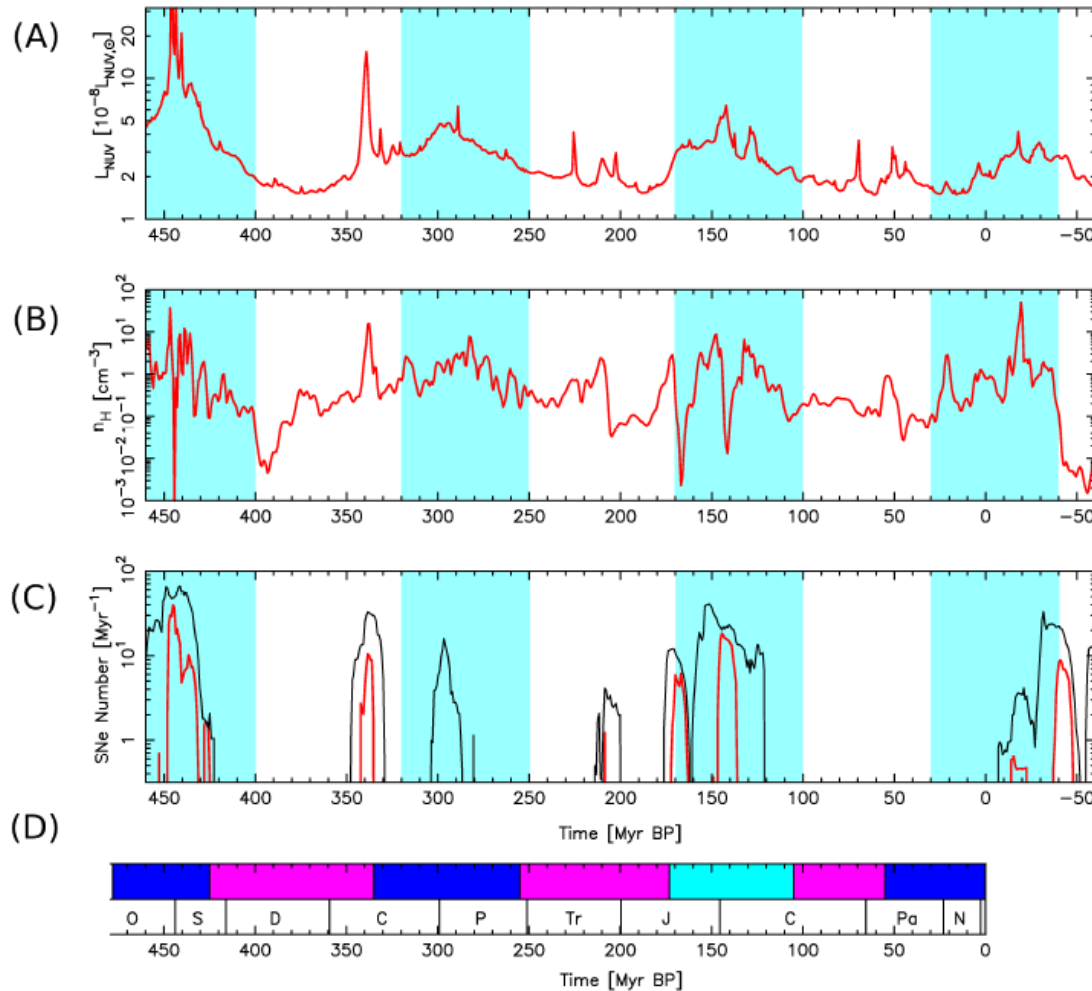 (A)
L_NUV [10^-8 L_NUV,⊙]
20
10
5
2
1
450 400 350 300 250 200 150 100 50 0 −50
(B)
n_H [cm^-3]
10^2
10^1
1
0.1
10^-2
10^-3
450 400 350 300 250 200 150 100 50 0 −50
(C)
SNe Number [Myr^-1]
10^2
10^1
1
450 400 350 300 250 200 150 100 50 0 −50
Time [Myr BP]
(D)
O S D C P Tr J C Pa N
450 400 350 300 250 200 150 100 50 0
Time [Myr BP]